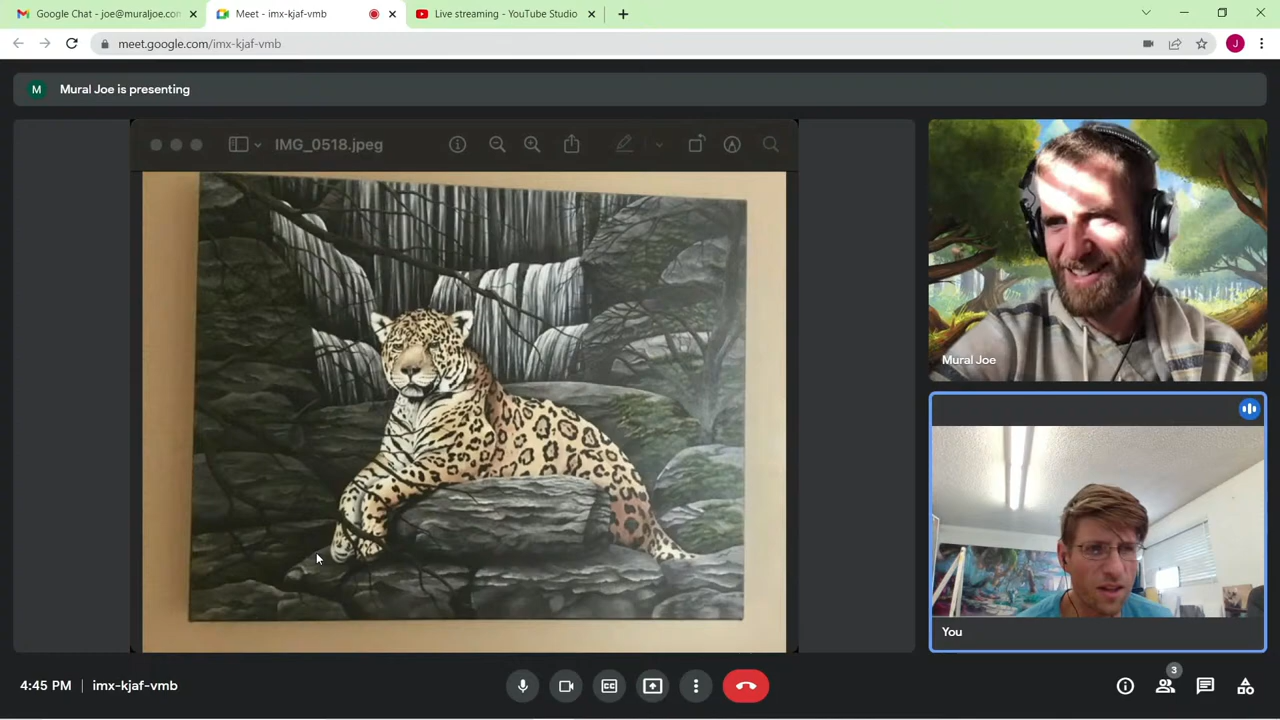 Google Chat - joe@muraljoe.com
Meet - imx-kjaf-vmb
Live streaming - YouTube Studio
meet.google.com/imx-kjaf-vmb
J
M
Mural Joe is presenting
IMG_0518.jpeg
Mural Joe
You
4:45 PM
imx-kjaf-vmb
CC
3